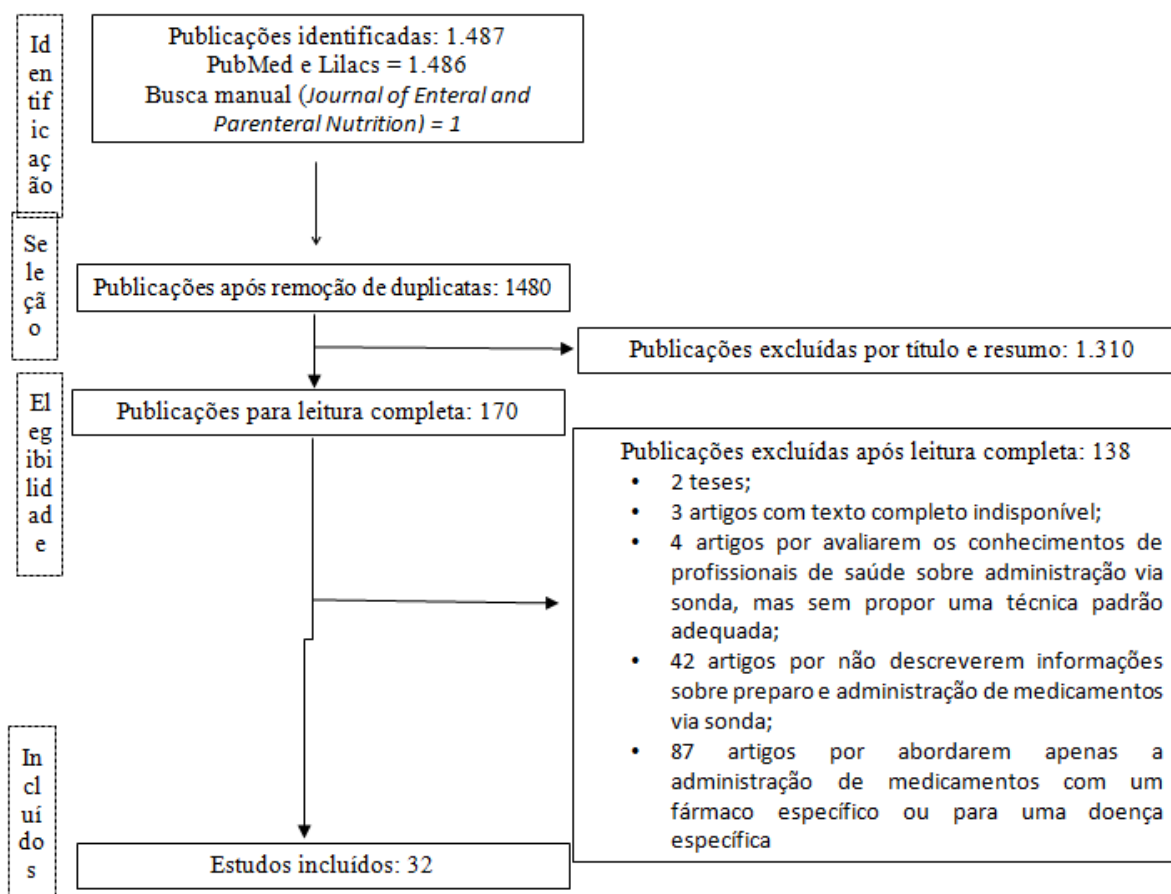 Id
en
tif
ic
aç
ão
Publicações identificadas: 1.487
PubMed e Lilacs = 1.486
Busca manual (Journal of Enteral and
Parenteral Nutrition) = 1
Se
le
çã
o
Publicações após remoção de duplicatas: 1480
Publicações excluídas por título e resumo: 1.310
El
eg
ibi
lid
ad
e
Publicações para leitura completa: 170
Publicações excluídas após leitura completa: 138
• 2 teses;
• 3 artigos com texto completo indisponível;
• 4 artigos por avaliarem os conhecimentos de
profissionais de saúde sobre administração via
sonda, mas sem propor uma técnica padrão
adequada;
• 42 artigos por não descreverem informações
sobre preparo e administração de medicamentos
via sonda;
• 87 artigos por abordarem apenas a
administração de medicamentos com um
fármaco específico ou para uma doença
específica
In
cl
uí
do
s
Estudos incluídos: 32